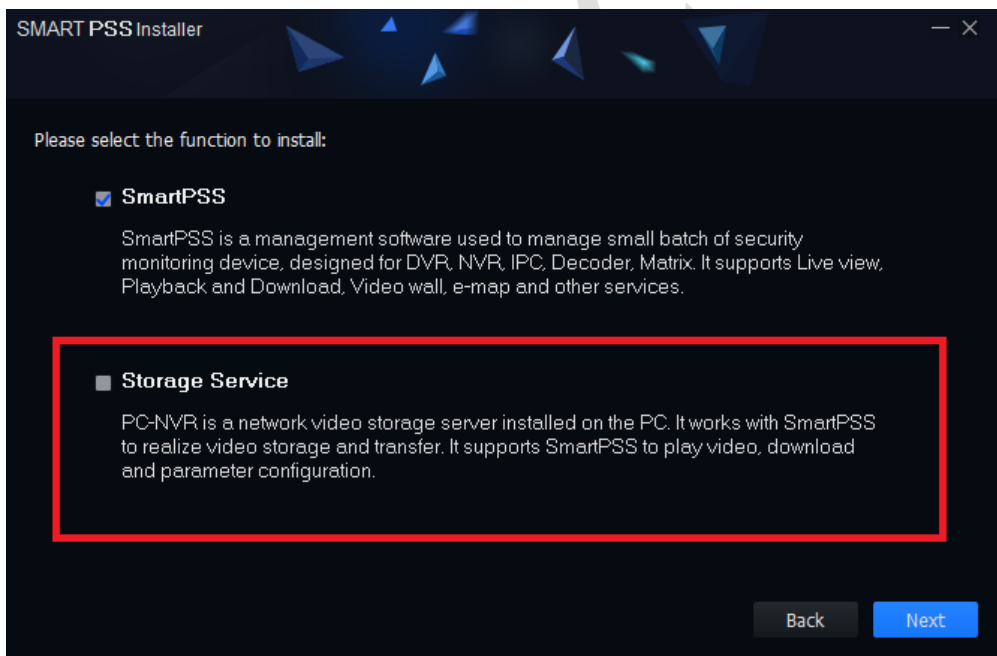 SMART PSS Installer
Please select the function to install:
SmartPSS
SmartPSS is a management software used to manage small batch of security
monitoring device, designed for DVR, NVR, IPC, Decoder, Matrix. It supports Live view,
Playback and Download, Video wall, e-map and other services.
Storage Service
PC-NVR is a network video storage server installed on the PC. It works with SmartPSS
to realize video storage and transfer. It supports SmartPSS to play video, download
and parameter configuration.
Back Next